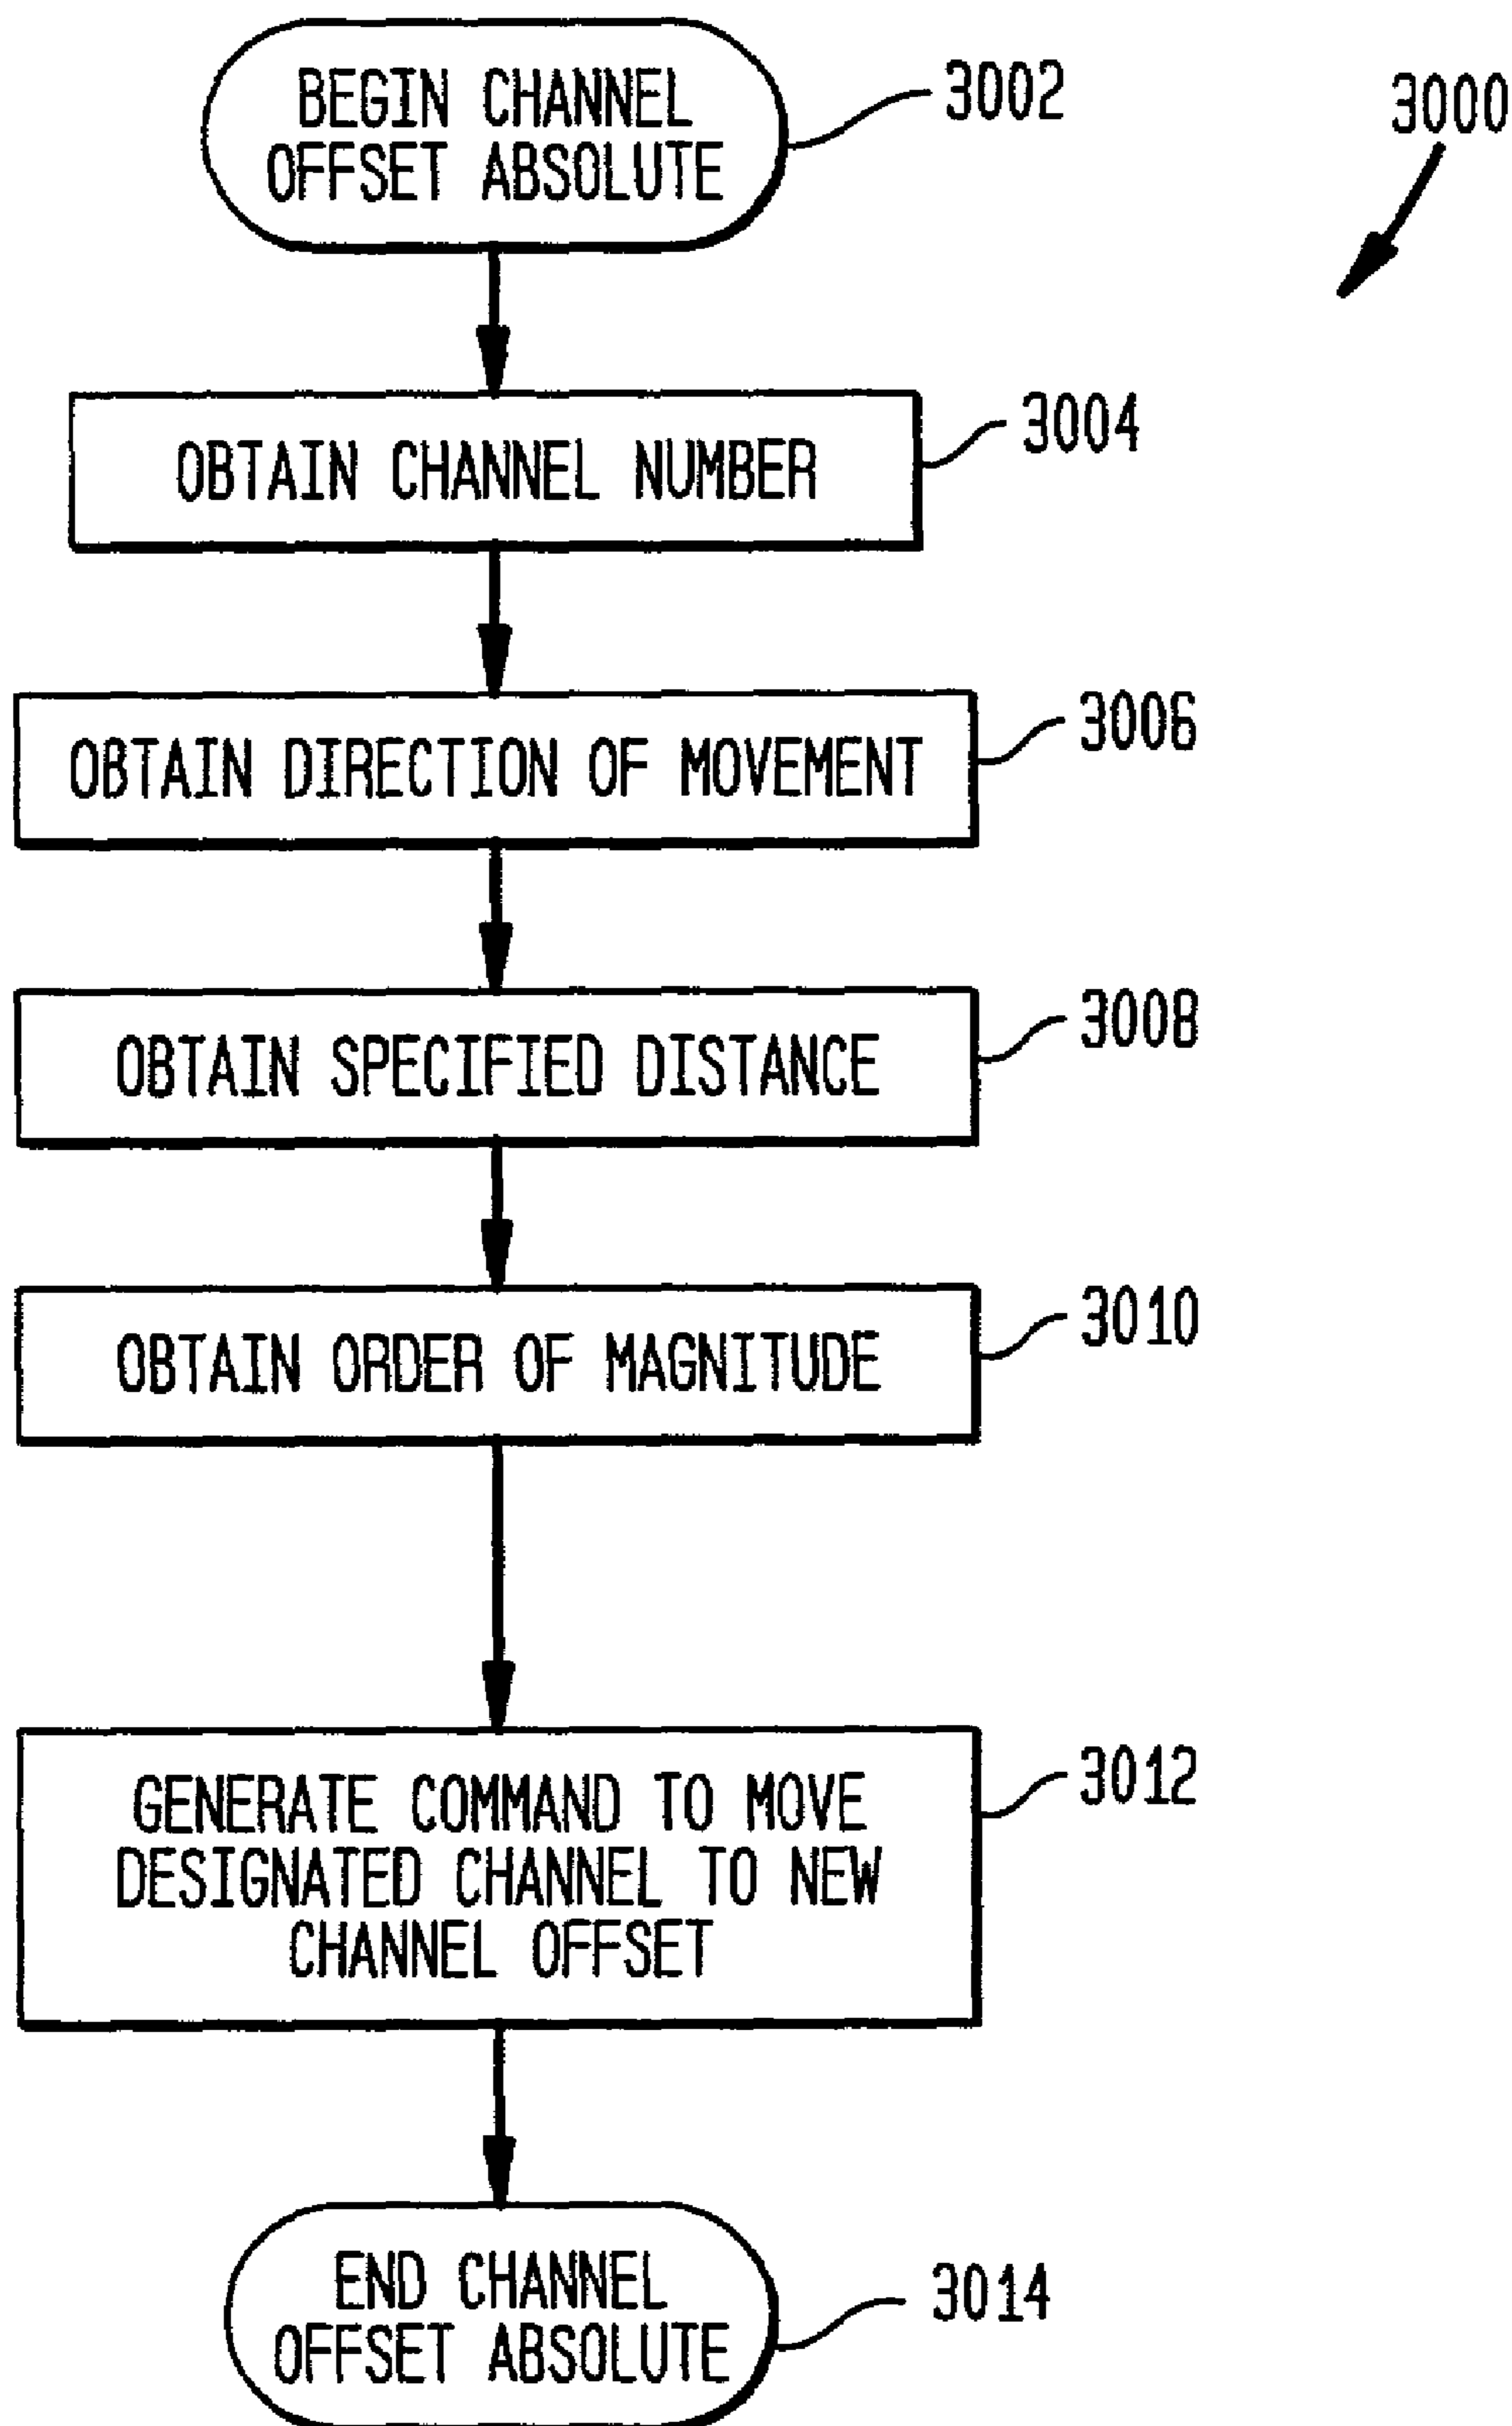 BEGIN CHANNEL
OFFSET ABSOLUTE
3002
3000
OBTAIN CHANNEL NUMBER
3004
OBTAIN DIRECTION OF MOVEMENT
3006
OBTAIN SPECIFIED DISTANCE
3008
OBTAIN ORDER OF MAGNITUDE
3010
GENERATE COMMAND TO MOVE
DESIGNATED CHANNEL TO NEW
CHANNEL OFFSET
3012
END CHANNEL
OFFSET ABSOLUTE
3014